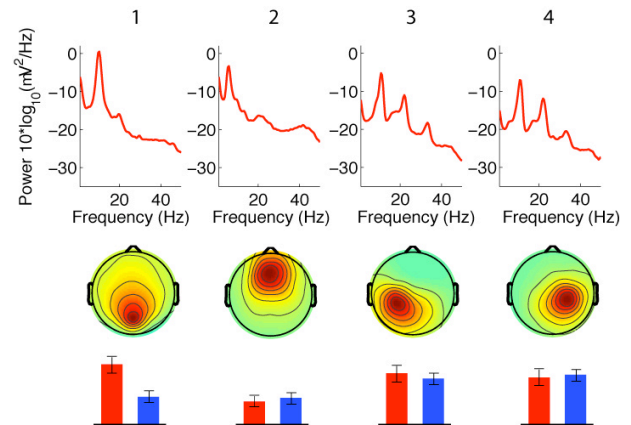 1 2 3 4
Power 10*log10(mV2/Hz)
0 0 0 0
−10 −10 −10 −10
−20 −20 −20 −20
−30 −30 −30 −30
20 40 20 40 20 40 20 40
Frequency (Hz) Frequency (Hz) Frequency (Hz) Frequency (Hz)